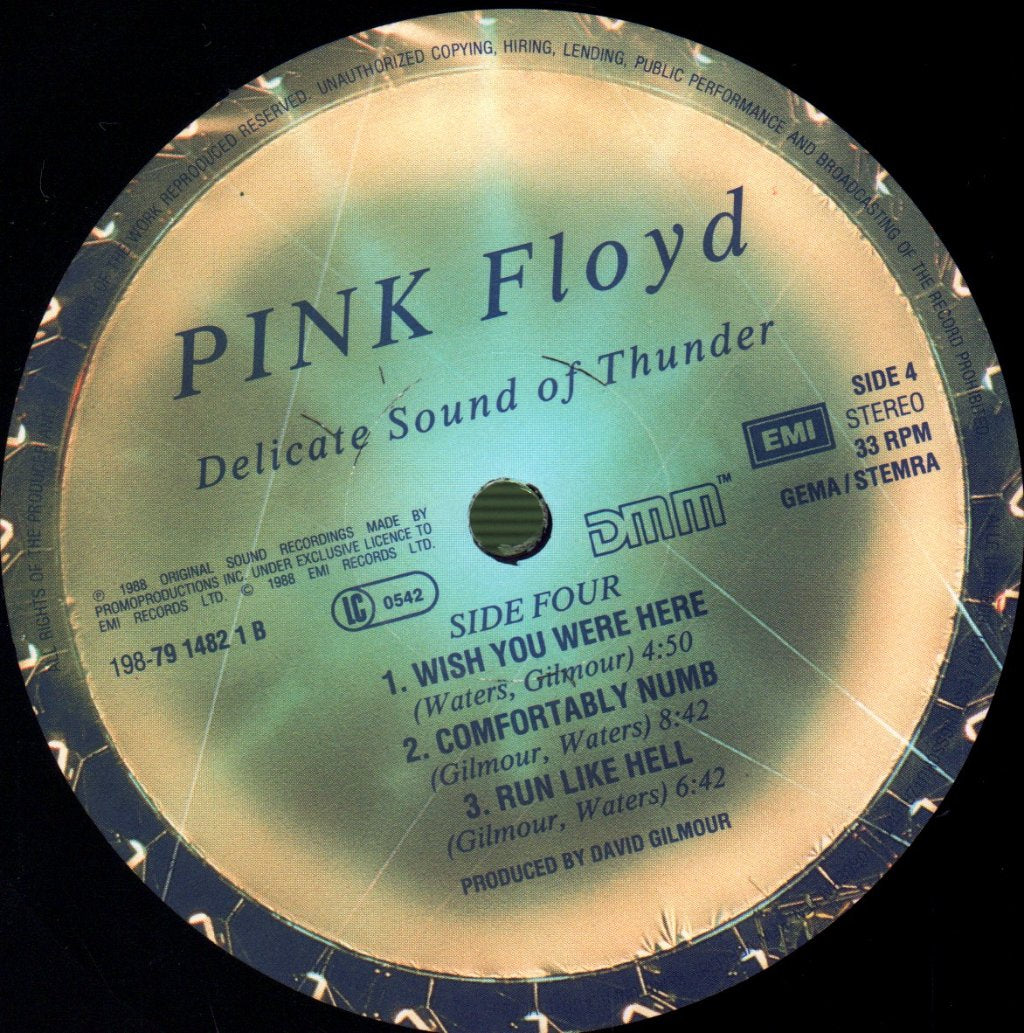 ALL RIGHTS OF THE PRODUCER AND OF THE WORK REPRODUCED RESERVED. UNAUTHORIZED COPYING, HIRING, LENDING, PUBLIC PERFORMANCE AND BROADCASTING OF THE RECORD PROHIBITED
PINK Floyd
Delicate Sound of Thunder
SIDE 4
EMI STEREO
33 RPM
DMM™ GEMA / STEMRA
℗ 1988 ORIGINAL SOUND RECORDINGS MADE BY
PROMOPRODUCTIONS INC. UNDER EXCLUSIVE LICENCE TO
EMI RECORDS LTD. © 1988 EMI RECORDS LTD.
LC 0542
198-79 1482 1 B
SIDE FOUR
1. WISH YOU WERE HERE
(Waters, Gilmour) 4:50
2. COMFORTABLY NUMB
(Gilmour, Waters) 8:42
3. RUN LIKE HELL
(Gilmour, Waters) 6:42
PRODUCED BY DAVID GILMOUR